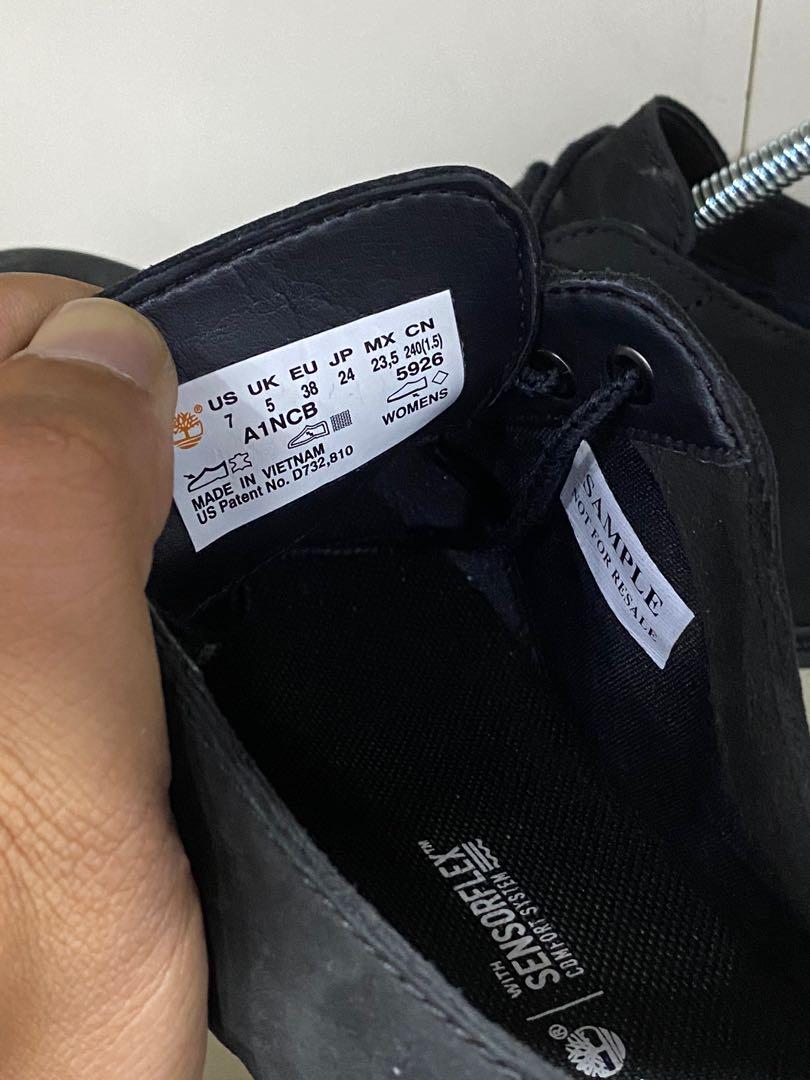 US UK EU JP MX CN
7 5 38 24 23,5 240(1.5)
A1NCB 5926
WOMENS
MADE IN VIETNAM
US Patent No. D732,810
SAMPLE
NOT FOR RESALE
WITH
SENSORFLEX™
COMFORT SYSTEM
®